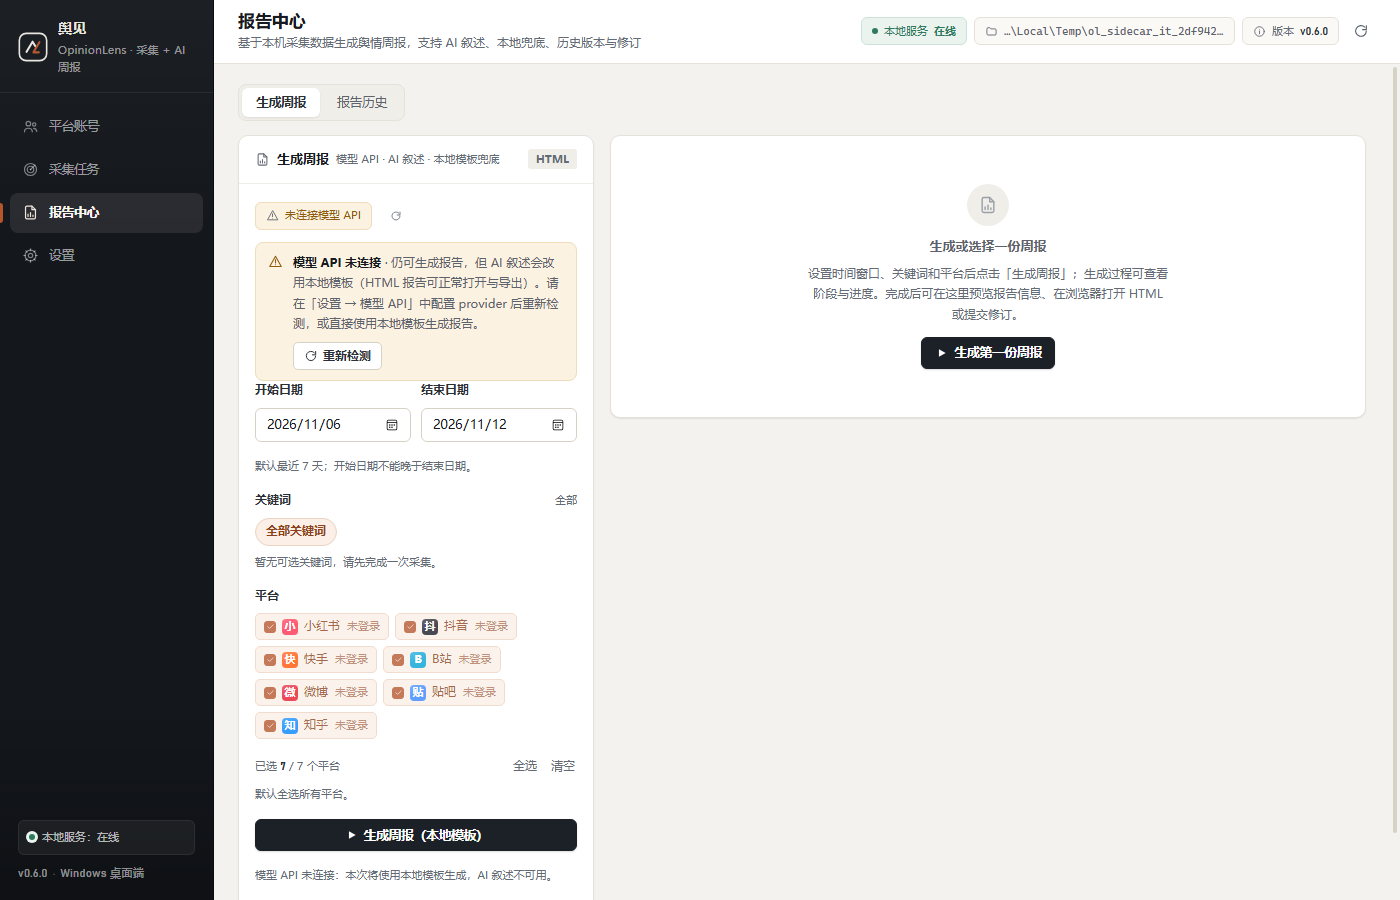 舆见
OpinionLens · 采集 + AI
周报
平台账号
采集任务
报告中心
设置
本地服务：在线
v0.6.0 · Windows 桌面端
报告中心
基于本机采集数据生成舆情周报，支持 AI 叙述、本地兜底、历史版本与修订
本地服务 在线
…\Local\Temp\ol_sidecar_it_2df942…
版本 v0.6.0
生成周报 报告历史
生成周报 模型 API · AI 叙述 · 本地模板兜底 HTML
未连接模型 API
模型 API 未连接 · 仍可生成报告，但 AI 叙述会改
用本地模板（HTML 报告可正常打开与导出）。请
在「设置 → 模型 API」中配置 provider 后重新检
测，或直接使用本地模板生成报告。
重新检测
开始日期 结束日期
2026/11/06 2026/11/12
默认最近 7 天；开始日期不能晚于结束日期。
关键词 全部
全部关键词
暂无可选关键词，请先完成一次采集。
平台
小 小红书 未登录 抖 抖音 未登录
快 快手 未登录 B B站 未登录
微 微博 未登录 贴 贴吧 未登录
知 知乎 未登录
已选 7 / 7 个平台 全选 清空
默认全选所有平台。
生成周报（本地模板）
模型 API 未连接：本次将使用本地模板生成，AI 叙述不可用。
生成或选择一份周报
设置时间窗口、关键词和平台后点击「生成周报」；生成过程可查看
阶段与进度。完成后可在这里预览报告信息、在浏览器打开 HTML
或提交修订。
生成第一份周报